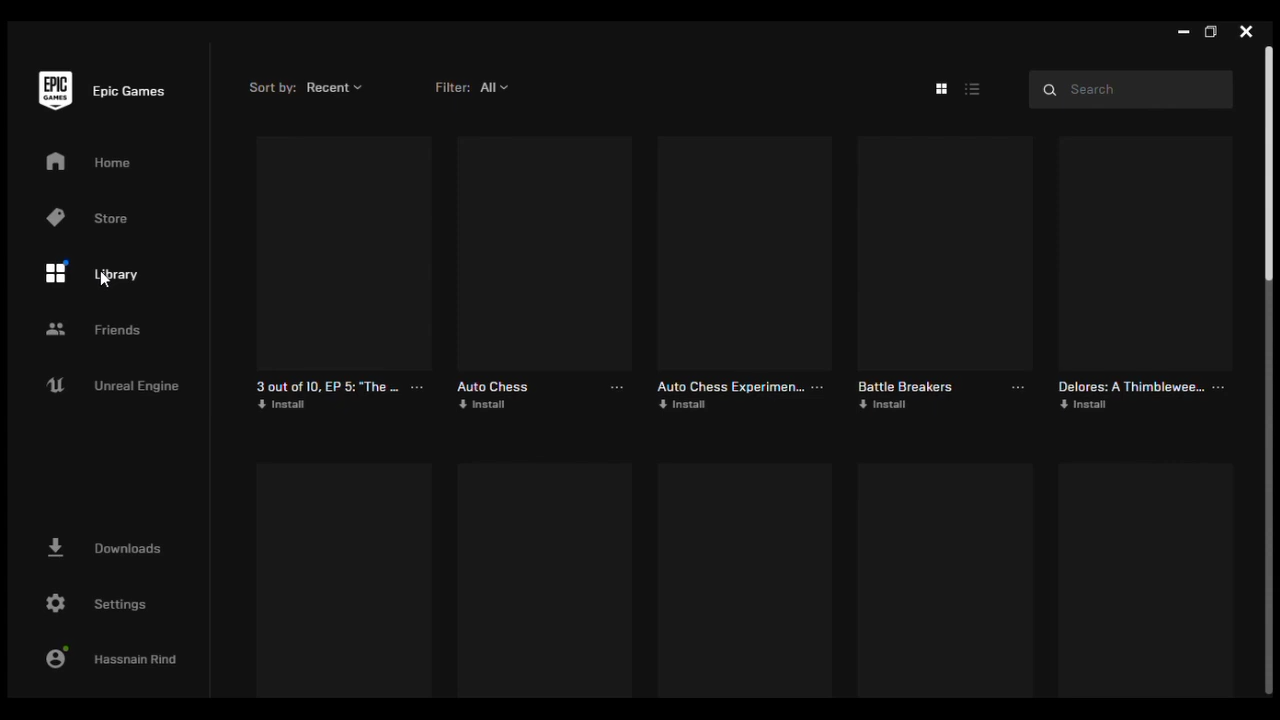 EPIC
GAMES
Epic Games
Sort by: Recent
Filter: All
Search
Home
Store
Library
Friends
Unreal Engine
3 out of 10, EP 5: "The ...
Install
Auto Chess
Install
Auto Chess Experimen...
Install
Battle Breakers
Install
Delores: A Thimblewee...
Install
Downloads
Settings
Hassnain Rind